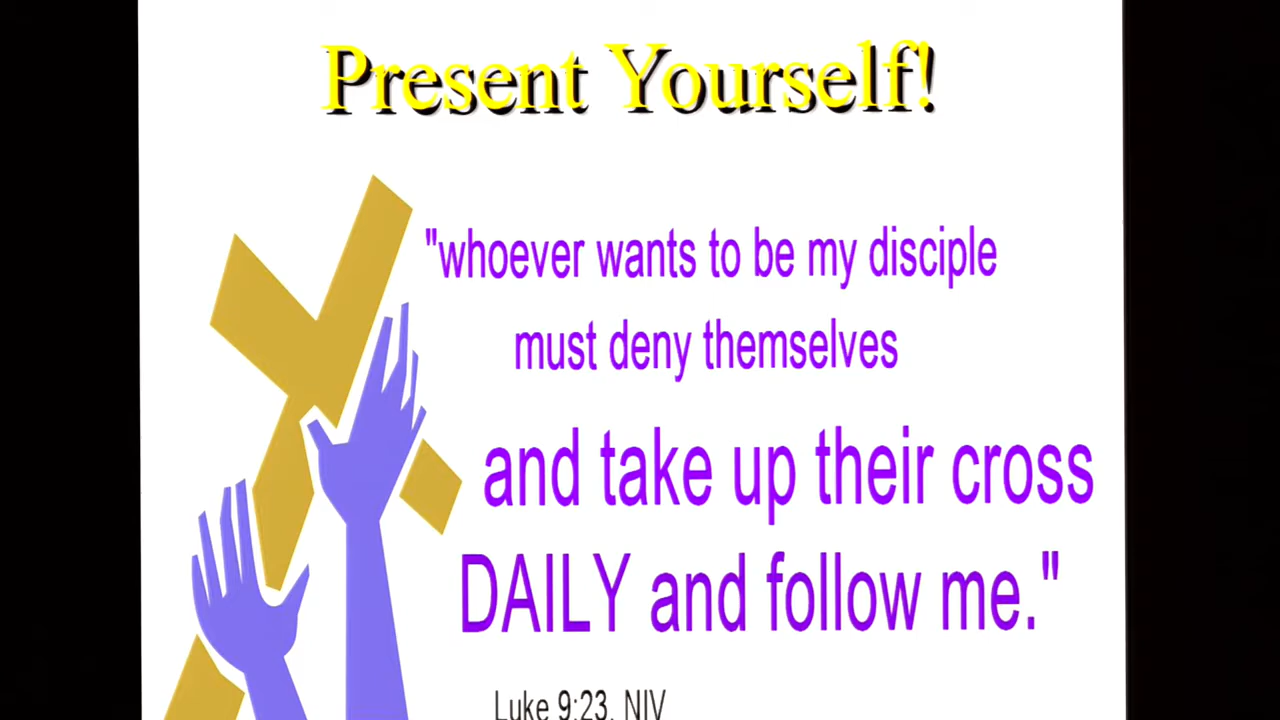 Present Yourself!
"whoever wants to be my disciple
must deny themselves
and take up their cross
DAILY and follow me."
Luke 9:23, NIV